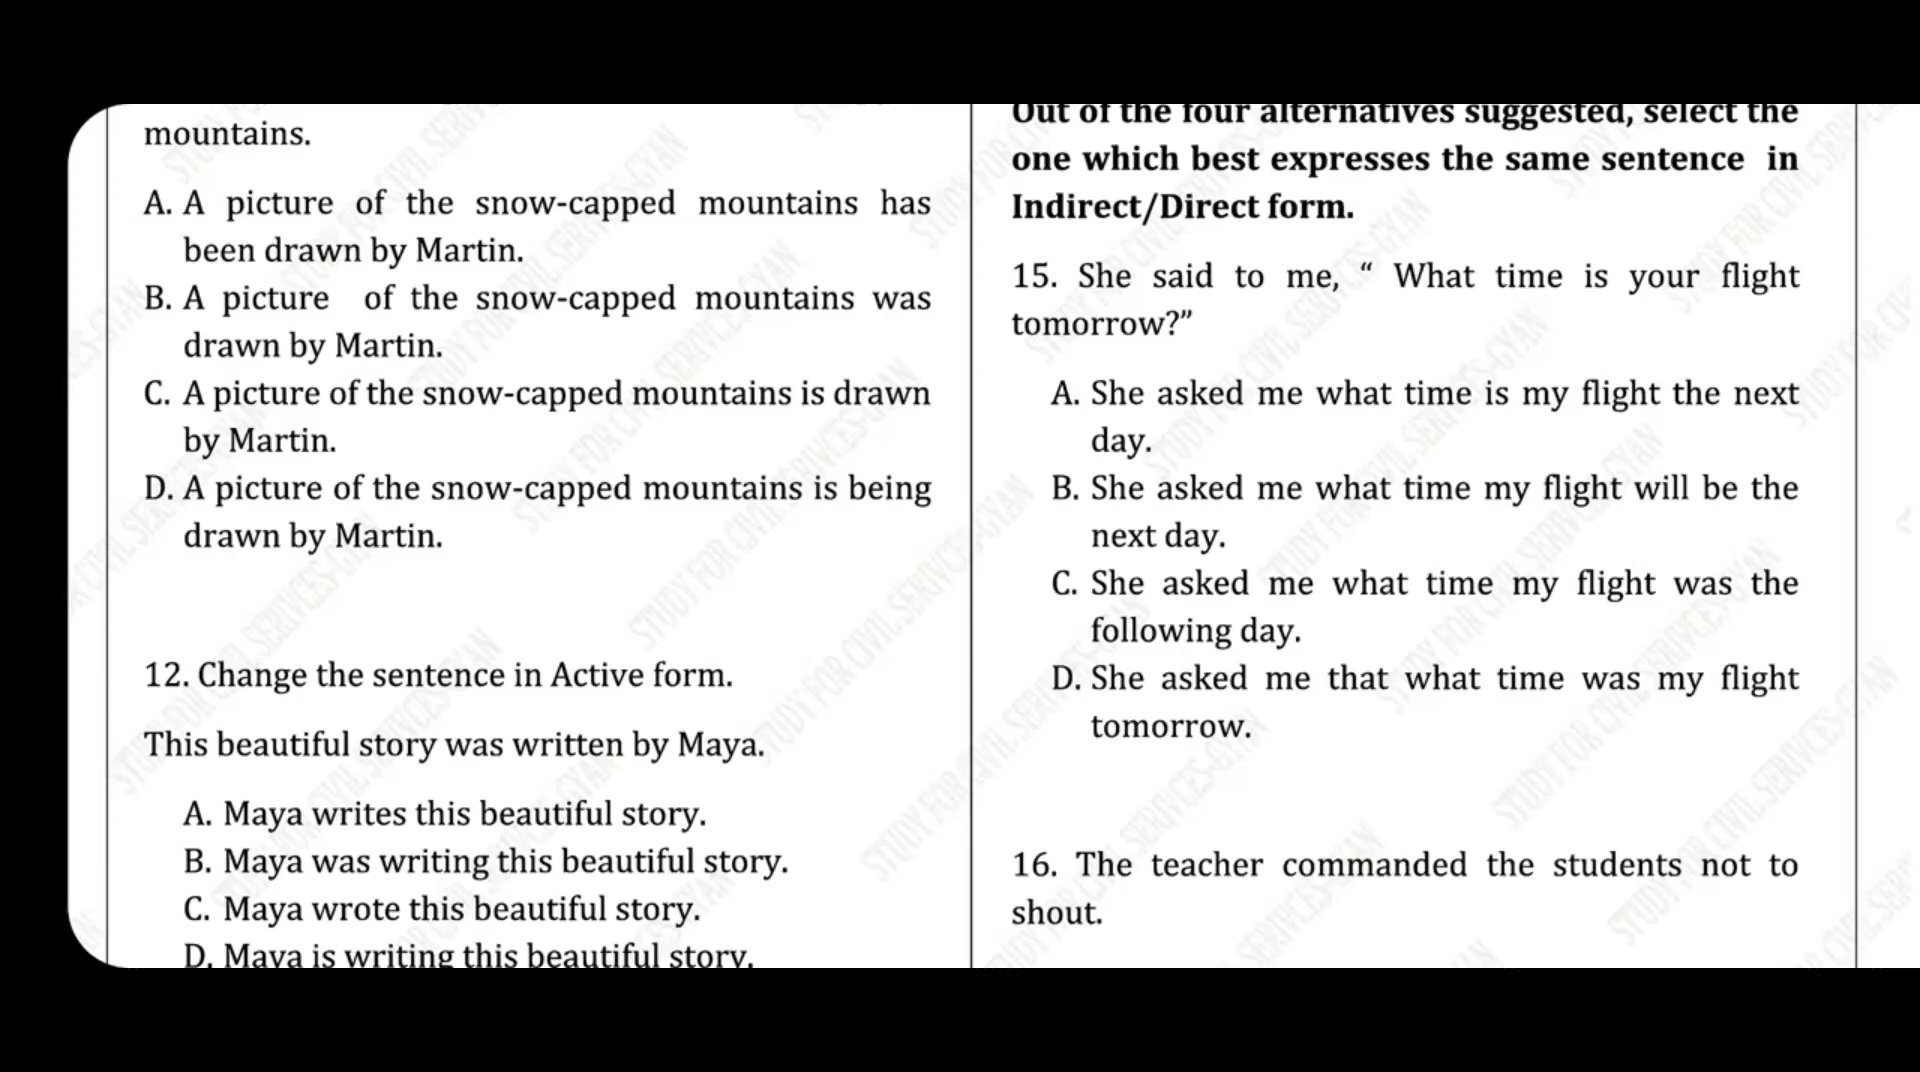 mountains.
A. A picture of the snow-capped mountains has
been drawn by Martin.
B. A picture of the snow-capped mountains was
drawn by Martin.
C. A picture of the snow-capped mountains is drawn
by Martin.
D. A picture of the snow-capped mountains is being
drawn by Martin.
12. Change the sentence in Active form.
This beautiful story was written by Maya.
A. Maya writes this beautiful story.
B. Maya was writing this beautiful story.
C. Maya wrote this beautiful story.
D. Maya is writing this beautiful story.
Out of the four alternatives suggested, select the
one which best expresses the same sentence in
Indirect/Direct form.
15. She said to me, “ What time is your flight
tomorrow?”
A. She asked me what time is my flight the next
day.
B. She asked me what time my flight will be the
next day.
C. She asked me what time my flight was the
following day.
D. She asked me that what time was my flight
tomorrow.
16. The teacher commanded the students not to
shout.
STUDY FOR CIVIL SERIVCES-GYAN